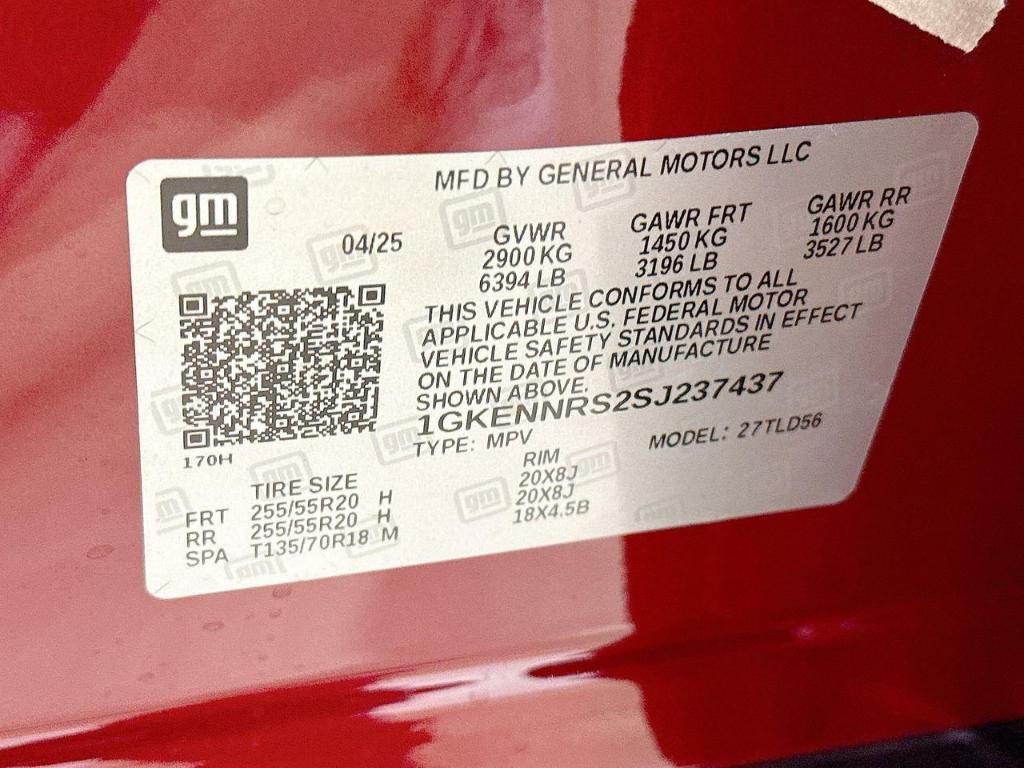 gm
MFD BY GENERAL MOTORS LLC
04/25
GVWR GAWR FRT GAWR RR
2900 KG 1450 KG 1600 KG
6394 LB 3196 LB 3527 LB
THIS VEHICLE CONFORMS TO ALL
APPLICABLE U.S. FEDERAL MOTOR
VEHICLE SAFETY STANDARDS IN EFFECT
ON THE DATE OF MANUFACTURE
SHOWN ABOVE.
1GKENNRS2SJ237437
TYPE: MPV MODEL: 27TLD56
170H
TIRE SIZE RIM
FRT 255/55R20 H 20X8J
RR 255/55R20 H 20X8J
SPA T135/70R18 M 18X4.5B